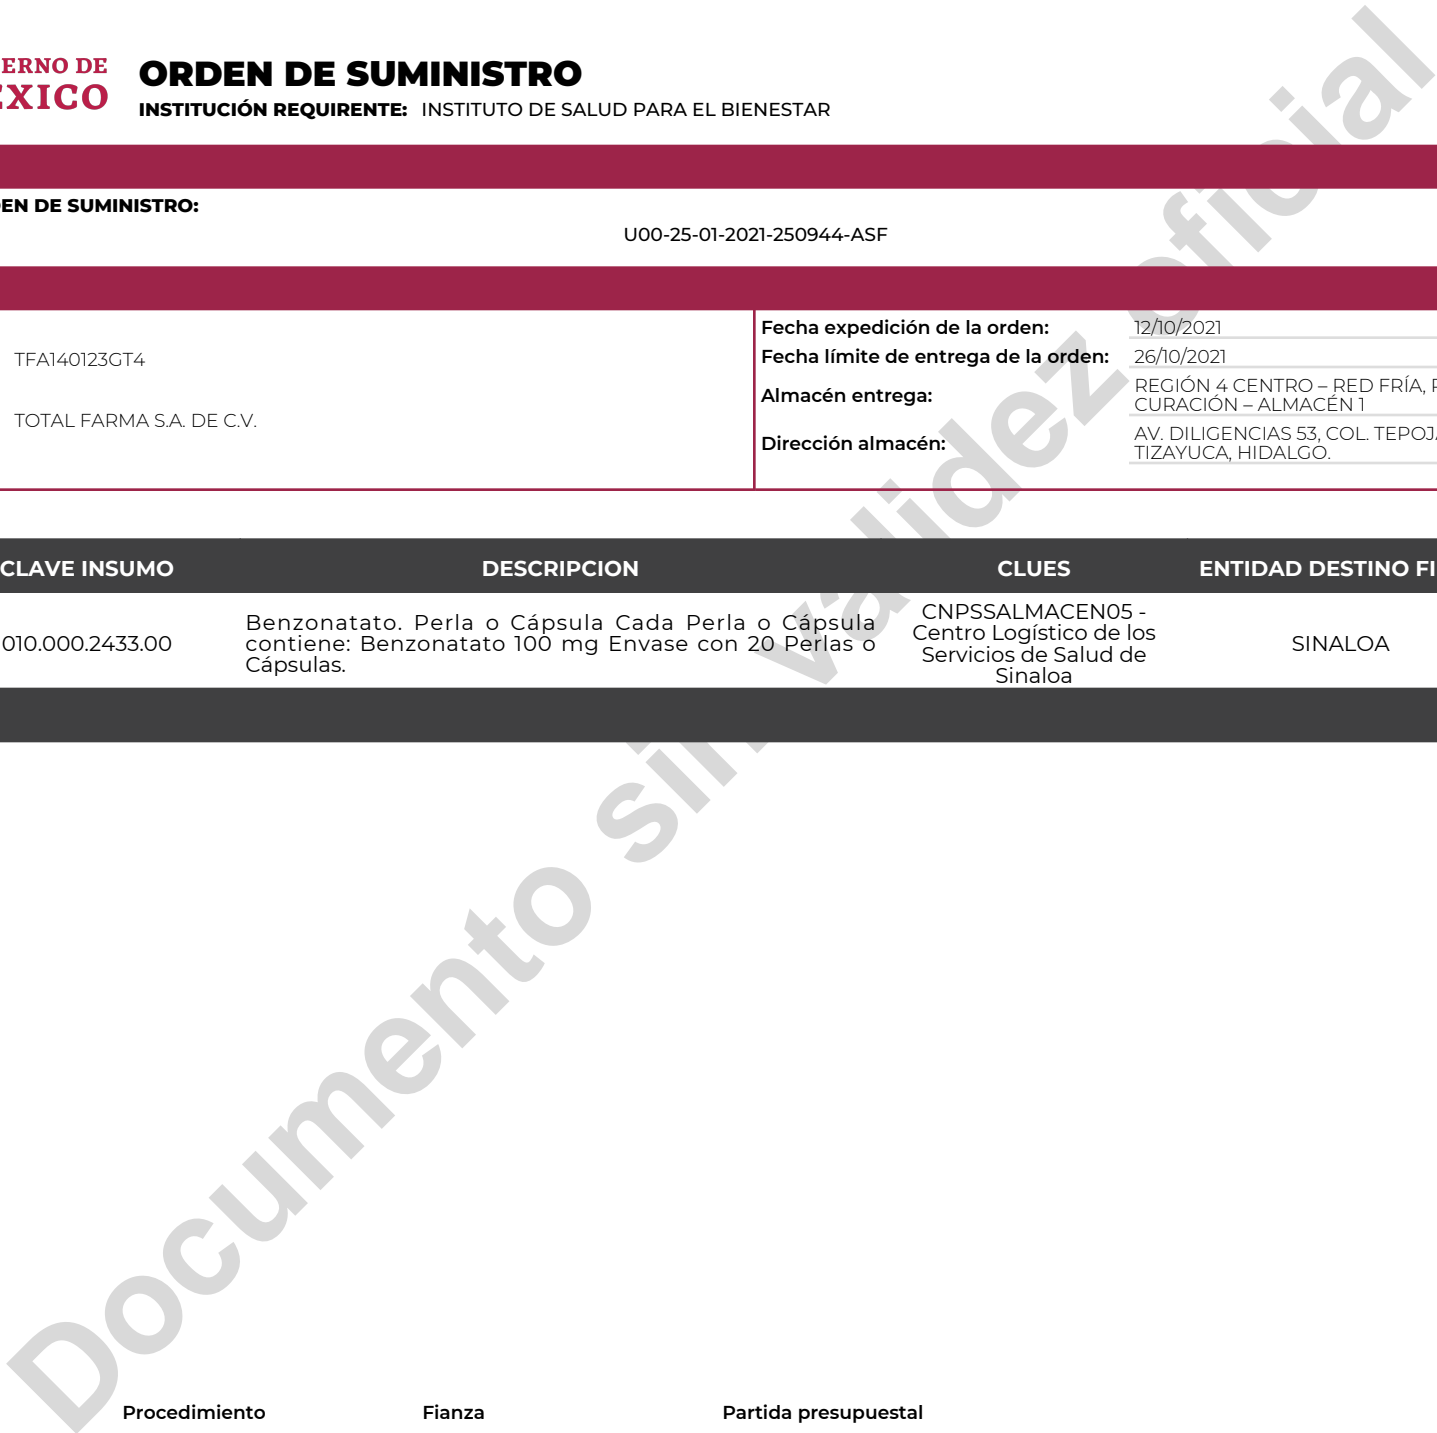 ERNO DE
EXICO
ORDEN DE SUMINISTRO
INSTITUCIÓN REQUIRENTE: INSTITUTO DE SALUD PARA EL BIENESTAR
EN DE SUMINISTRO:
U00-25-01-2021-250944-ASF
TFA140123GT4
TOTAL FARMA S.A. DE C.V.
Fecha expedición de la orden: 12/10/2021
Fecha límite de entrega de la orden: 26/10/2021
Almacén entrega: REGIÓN 4 CENTRO – RED FRÍA,
CURACIÓN – ALMACÉN 1
Dirección almacén: AV. DILIGENCIAS 53, COL. TEPOJA
TIZAYUCA, HIDALGO.
CLAVE INSUMO DESCRIPCION CLUES ENTIDAD DESTINO FI
010.000.2433.00
Benzonatato. Perla o Cápsula Cada Perla o Cápsula
contiene: Benzonatato 100 mg Envase con 20 Perlas o
Cápsulas.
CNPSSALMACEN05 -
Centro Logístico de los
Servicios de Salud de
Sinaloa
SINALOA
Documento sin validez oficial
Procedimiento Fianza Partida presupuestal